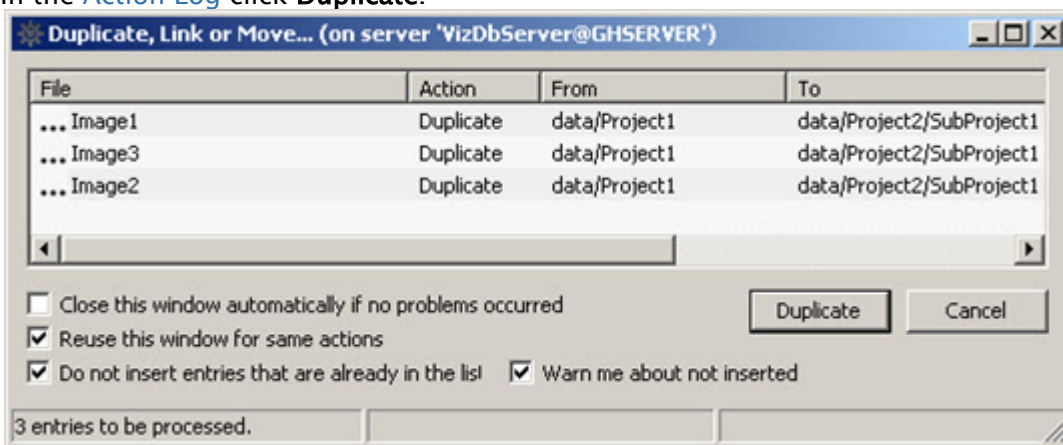 in the Action Log click Duplicate.
Duplicate, Link or Move... (on server 'VizDbServer@GHSERVER')
File Action From To
... Image1 Duplicate data/Project1 data/Project2/SubProject1
... Image3 Duplicate data/Project1 data/Project2/SubProject1
... Image2 Duplicate data/Project1 data/Project2/SubProject1
Close this window automatically if no problems occurred
Duplicate Cancel
Reuse this window for same actions
Do not insert entries that are already in the lis Warn me about not inserted
3 entries to be processed.